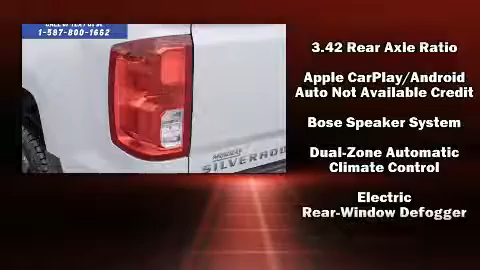 1-587-800-1662
SILVERADO
3.42 Rear Axle Ratio
Apple CarPlay/Android
Auto Not Available Credit
Bose Speaker System
Dual-Zone Automatic
Climate Control
Electric
Rear-Window Defogger